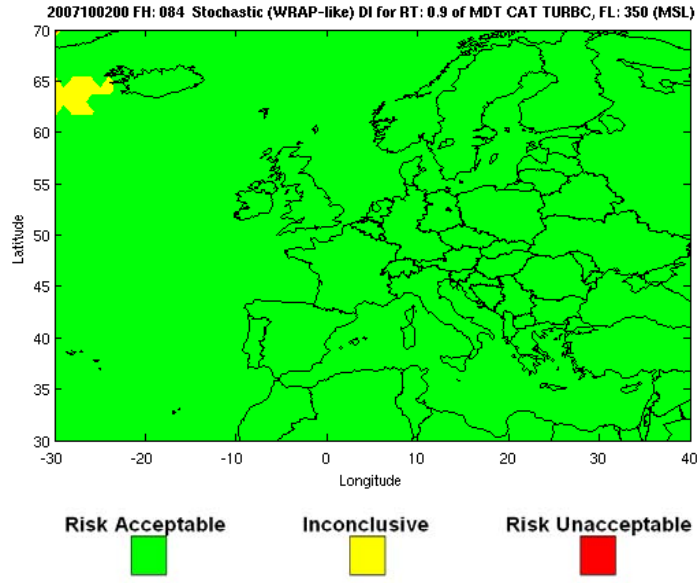 2007100200 FH: 084 Stochastic (WRAP-like) DI for RT: 0.9 of MDT CAT TURBC, FL: 350 (MSL)
70
65
60
55
50
45
40
35
30
Latitude
-30 -20 -10 0 10 20 30 40
Longitude
Risk Acceptable Inconclusive Risk Unacceptable